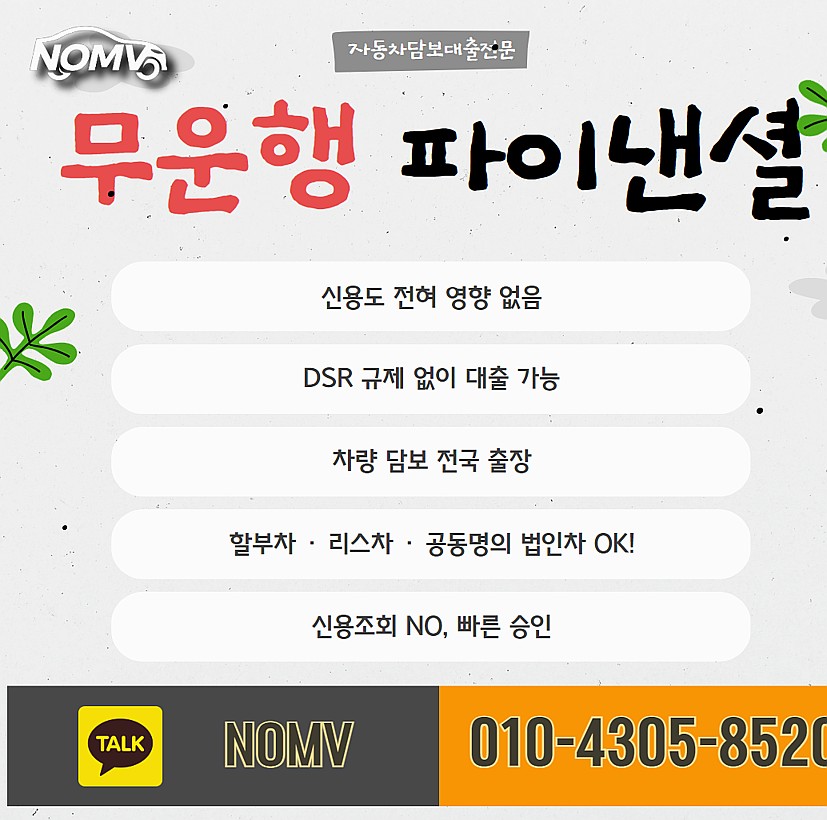 NOMV
자동차담보대출전문
무운행 파이낸셜
신용도 전혀 영향 없음
DSR 규제 없이 대출 가능
차량 담보 전국 출장
할부차 · 리스차 · 공동명의 법인차 OK!
신용조회 NO, 빠른 승인
TALK NOMV 010-4305-8520